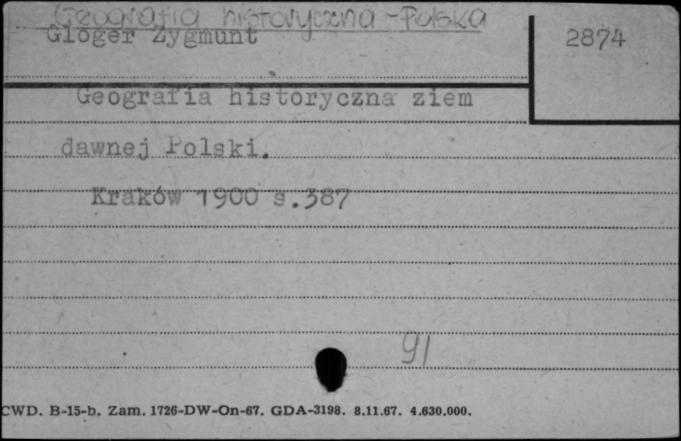 Geografia historyczna - Polska
Gloger Zygmunt
2874
Geografia historyczna ziem
dawnej Polski.
Kraków 1900 s.387
91
CWD. B-15-b. Zam. 1726-DW-On-67. GDA-3198. 8.11.67. 4.630.000.